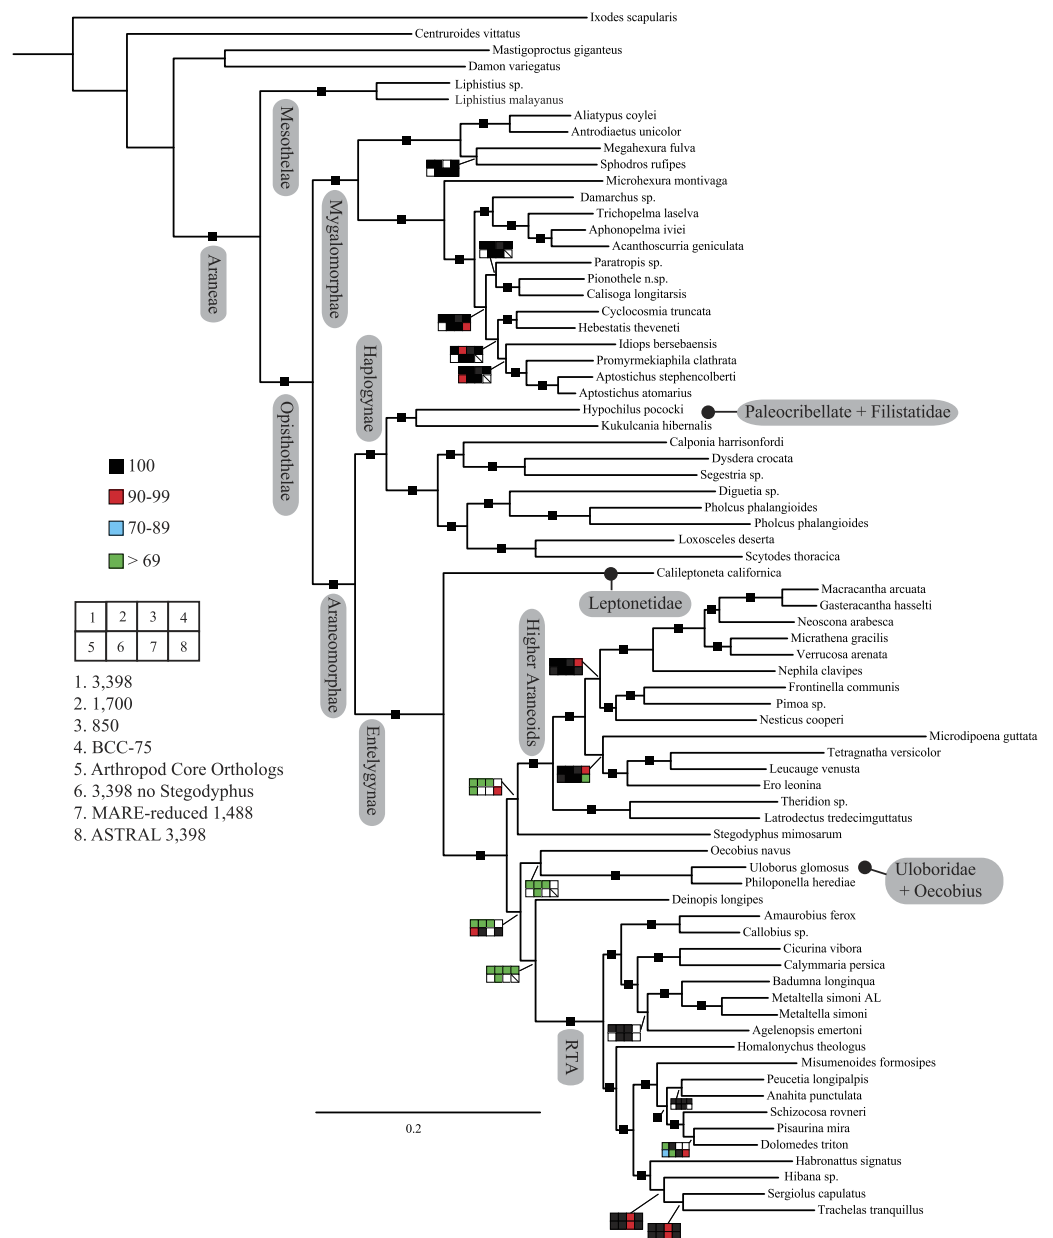 Ixodes scapularis
Centruroides vittatus
Mastigoproctus giganteus
Damon variegatus
Liphistius sp.
Liphistius malayanus
Mesothelae
Aliatypus coylei
Antrodiaetus unicolor
Megahexura fulva
Sphodros rufipes
Microhexura montivaga
Mygalomorphae
Damarchus sp.
Trichopelma laselva
Aphonopelma iviei
Acanthoscurria geniculata
Araneae
Paratropis sp.
Pionothele n.sp.
Calisoga longitarsis
Cyclocosmia truncata
Hebestatis theveneti
Idiops bersebaensis
Promyrmekiaphila clathrata
Aptostichus stephencolberti
Aptostichus atomarius
Haplogynae
Hypochilus pococki
Paleocribellate + Filistatidae
Kukulcania hibernalis
Opisthothelae
Calponia harrisonfordi
Dysdera crocata
Segestria sp.
Diguetia sp.
Pholcus phalangioides
Pholcus phalangioides
Loxosceles deserta
Scytodes thoracica
100
90-99
70-89
> 69
Calileptoneta californica
Leptonetidae
Araneomorphae
Macracantha arcuata
Gasteracantha hasselti
Neoscona arabesca
Micrathena gracilis
Verrucosa arenata
Nephila clavipes
Higher Araneoids
1 2 3 4
5 6 7 8
1. 3,398
2. 1,700
3. 850
4. BCC-75
5. Arthropod Core Orthologs
6. 3,398 no Stegodyphus
7. MARE-reduced 1,488
8. ASTRAL 3,398
Frontinella communis
Pimoa sp.
Nesticus cooperi
Entelygynae
Microdipoena guttata
Tetragnatha versicolor
Leucauge venusta
Ero leonina
Theridion sp.
Latrodectus tredecimguttatus
Stegodyphus mimosarum
Oecobius navus
Uloborus glomosus
Philoponella herediae
Uloboridae
+ Oecobius
Deinopis longipes
Amaurobius ferox
Callobius sp.
Cicurina vibora
Calymmaria persica
Badumna longinqua
Metaltella simoni AL
Metaltella simoni
Agelenopsis emertoni
RTA
Homalonychus theologus
Misumenoides formosipes
Peucetia longipalpis
Anahita punctulata
Schizocosa rovneri
Pisaurina mira
Dolomedes triton
0.2
Habronattus signatus
Hibana sp.
Sergiolus capulatus
Trachelas tranquillus